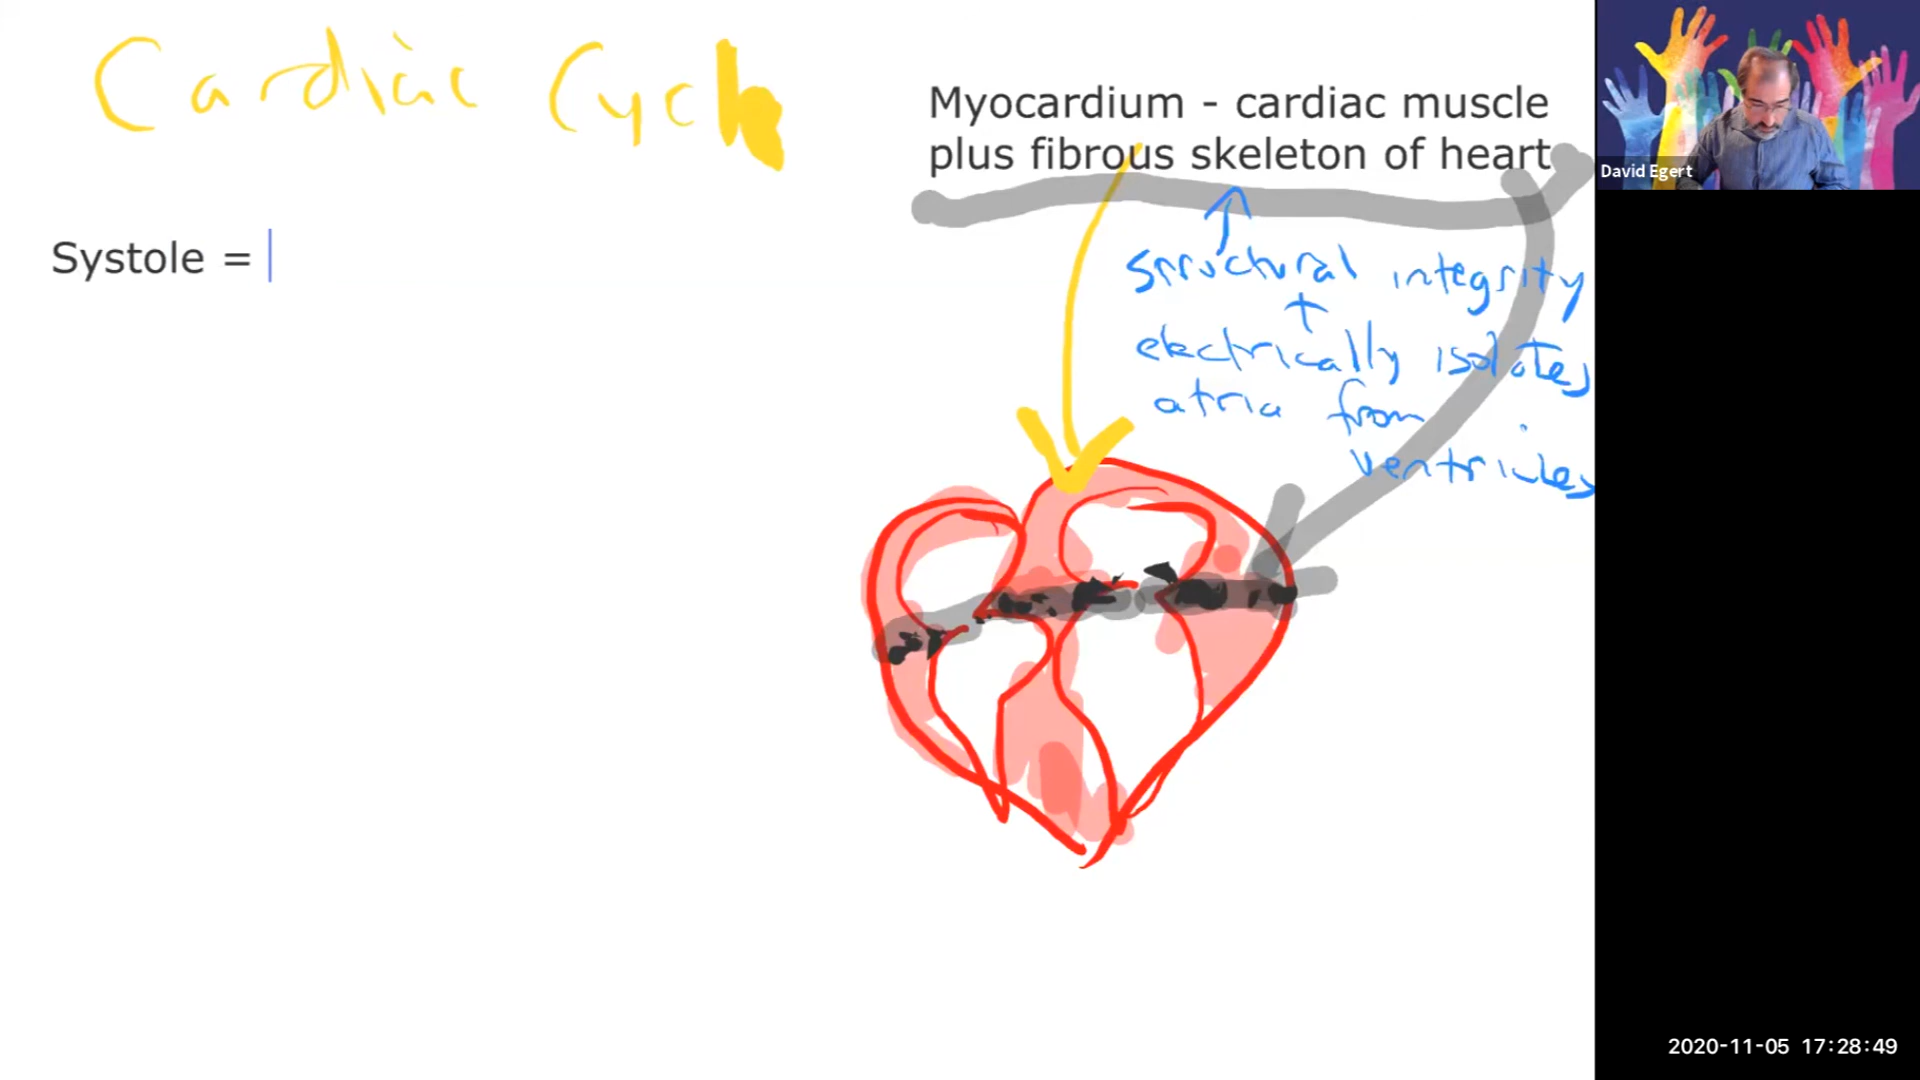 Cardiac Cycle
Myocardium - cardiac muscle
plus fibrous skeleton of heart
Systole =
structural integrity
+
electrically isolates
atria from
ventricles
David Egert
2020-11-05 17:28:49